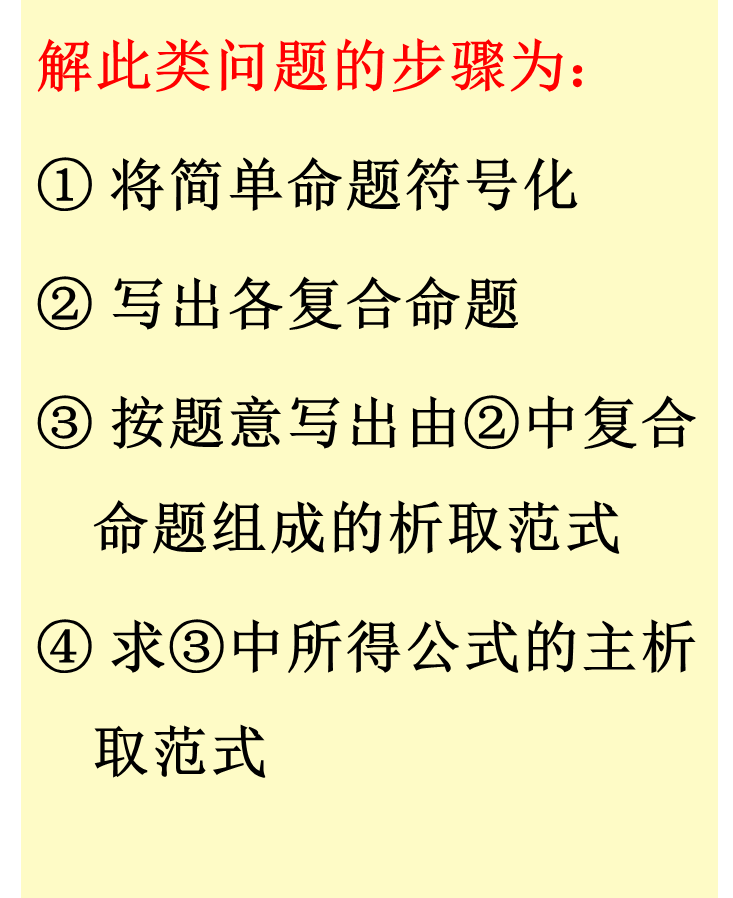 解此类问题的步骤为：
① 将简单命题符号化
② 写出各复合命题
③ 按题意写出由②中复合
命题组成的析取范式
④ 求③中所得公式的主析
取范式